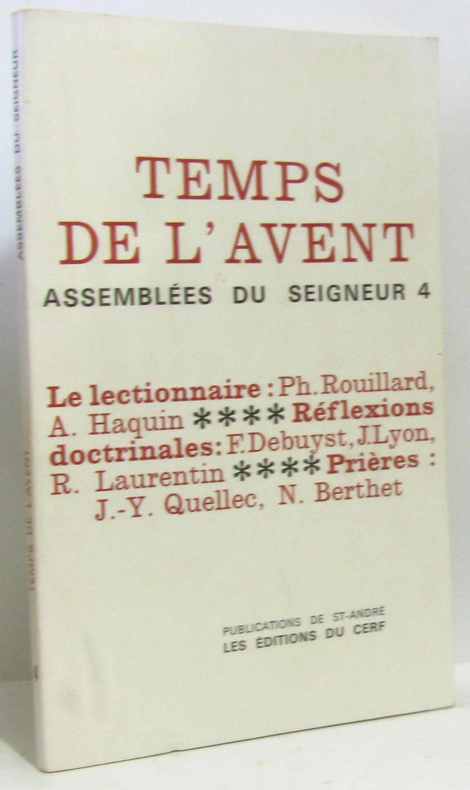 TEMPS
DE L'AVENT
ASSEMBLÉES DU SEIGNEUR 4
Le lectionnaire : Ph. Rouillard,
A. Haquin **** Réflexions
doctrinales: F. Debuyst, J. Lyon,
R. Laurentin **** Prières :
J.-Y. Quellec, N. Berthet
PUBLICATIONS DE ST-ANDRÉ
LES ÉDITIONS DU CERF
ASSEMBLÉES DU SEIGNEUR
TEMPS DE L'AVENT